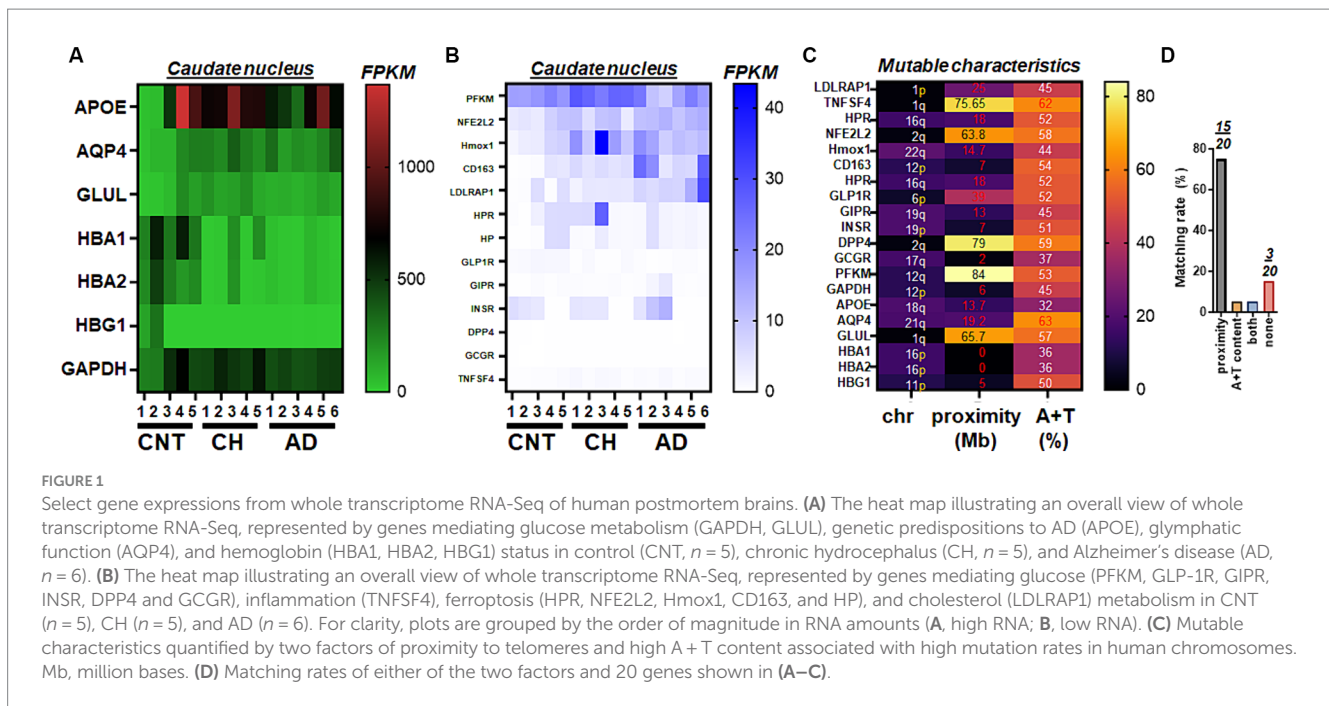 A
Caudate nucleus
FPKM
APOE
AQP4
GLUL
HBA1
HBA2
HBG1
GAPDH
1000
500
0
1 2 3 4 5 1 2 3 4 5 1 2 3 4 5 6
CNT CH AD
B
Caudate nucleus
FPKM
PFKM
NFE2L2
Hmox1
CD163
LDLRAP1
HPR
HP
GLP1R
GIPR
INSR
DPP4
GCGR
TNFSF4
40
30
20
10
0
1 2 3 4 5 1 2 3 4 5 1 2 3 4 5 6
CNT CH AD
C
Mutable characteristics
LDLRAP1 1p 25 45
TNFSF4 1q 75.65 62
HPR 16q 18 52
NFE2L2 2q 63.8 58
Hmox1 22q 14.7 44
CD163 12p 7 54
HPR 16q 18 52
GLP1R 6p 39 52
GIPR 19q 13 45
INSR 19p 7 51
DPP4 2q 79 59
GCGR 17q 2 37
PFKM 12q 84 53
GAPDH 12p 6 45
APOE 18q 13.7 32
AQP4 21q 19.2 63
GLUL 1q 65.7 57
HBA1 16p 0 36
HBA2 16p 0 36
HBG1 11p 5 50
chr proximity (Mb) A+T (%)
80
60
40
20
0
D
15
20
3
20
Matching rate (%)
80
60
40
20
0
proximity
A+T content
both
none
FIGURE 1
Select gene expressions from whole transcriptome RNA-Seq of human postmortem brains. (A) The heat map illustrating an overall view of whole
transcriptome RNA-Seq, represented by genes mediating glucose metabolism (GAPDH, GLUL), genetic predispositions to AD (APOE), glymphatic
function (AQP4), and hemoglobin (HBA1, HBA2, HBG1) status in control (CNT, n = 5), chronic hydrocephalus (CH, n = 5), and Alzheimer's disease (AD,
n = 6). (B) The heat map illustrating an overall view of whole transcriptome RNA-Seq, represented by genes mediating glucose (PFKM, GLP-1R, GIPR,
INSR, DPP4 and GCGR), inflammation (TNFSF4), ferroptosis (HPR, NFE2L2, Hmox1, CD163, and HP), and cholesterol (LDLRAP1) metabolism in CNT
(n = 5), CH (n = 5), and AD (n = 6). For clarity, plots are grouped by the order of magnitude in RNA amounts (A, high RNA; B, low RNA). (C) Mutable
characteristics quantified by two factors of proximity to telomeres and high A + T content associated with high mutation rates in human chromosomes.
Mb, million bases. (D) Matching rates of either of the two factors and 20 genes shown in (A–C).